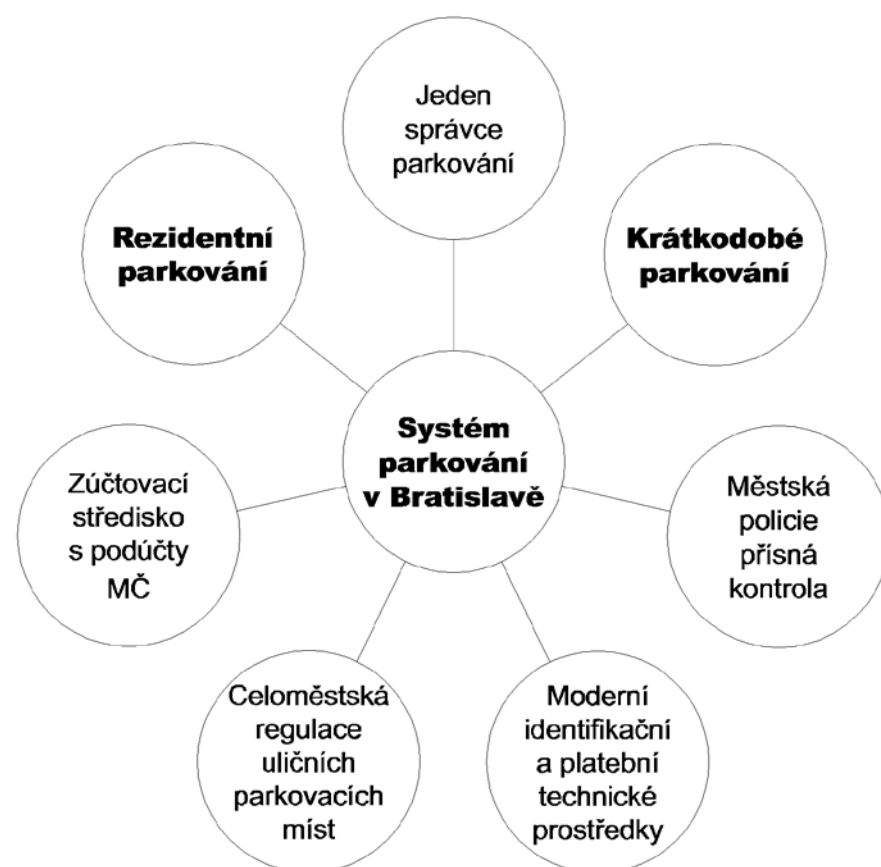 Jeden
správce
parkování
Rezidentní
parkování
Krátkodobé
parkování
Systém
parkování
v Bratislavě
Zúčtovací
středisko
s podúčty
MČ
Městská
policie
přísná
kontrola
Celoměstská
regulace
uličních
parkovacích
míst
Moderní
identifikační
a platební
technické
prostředky